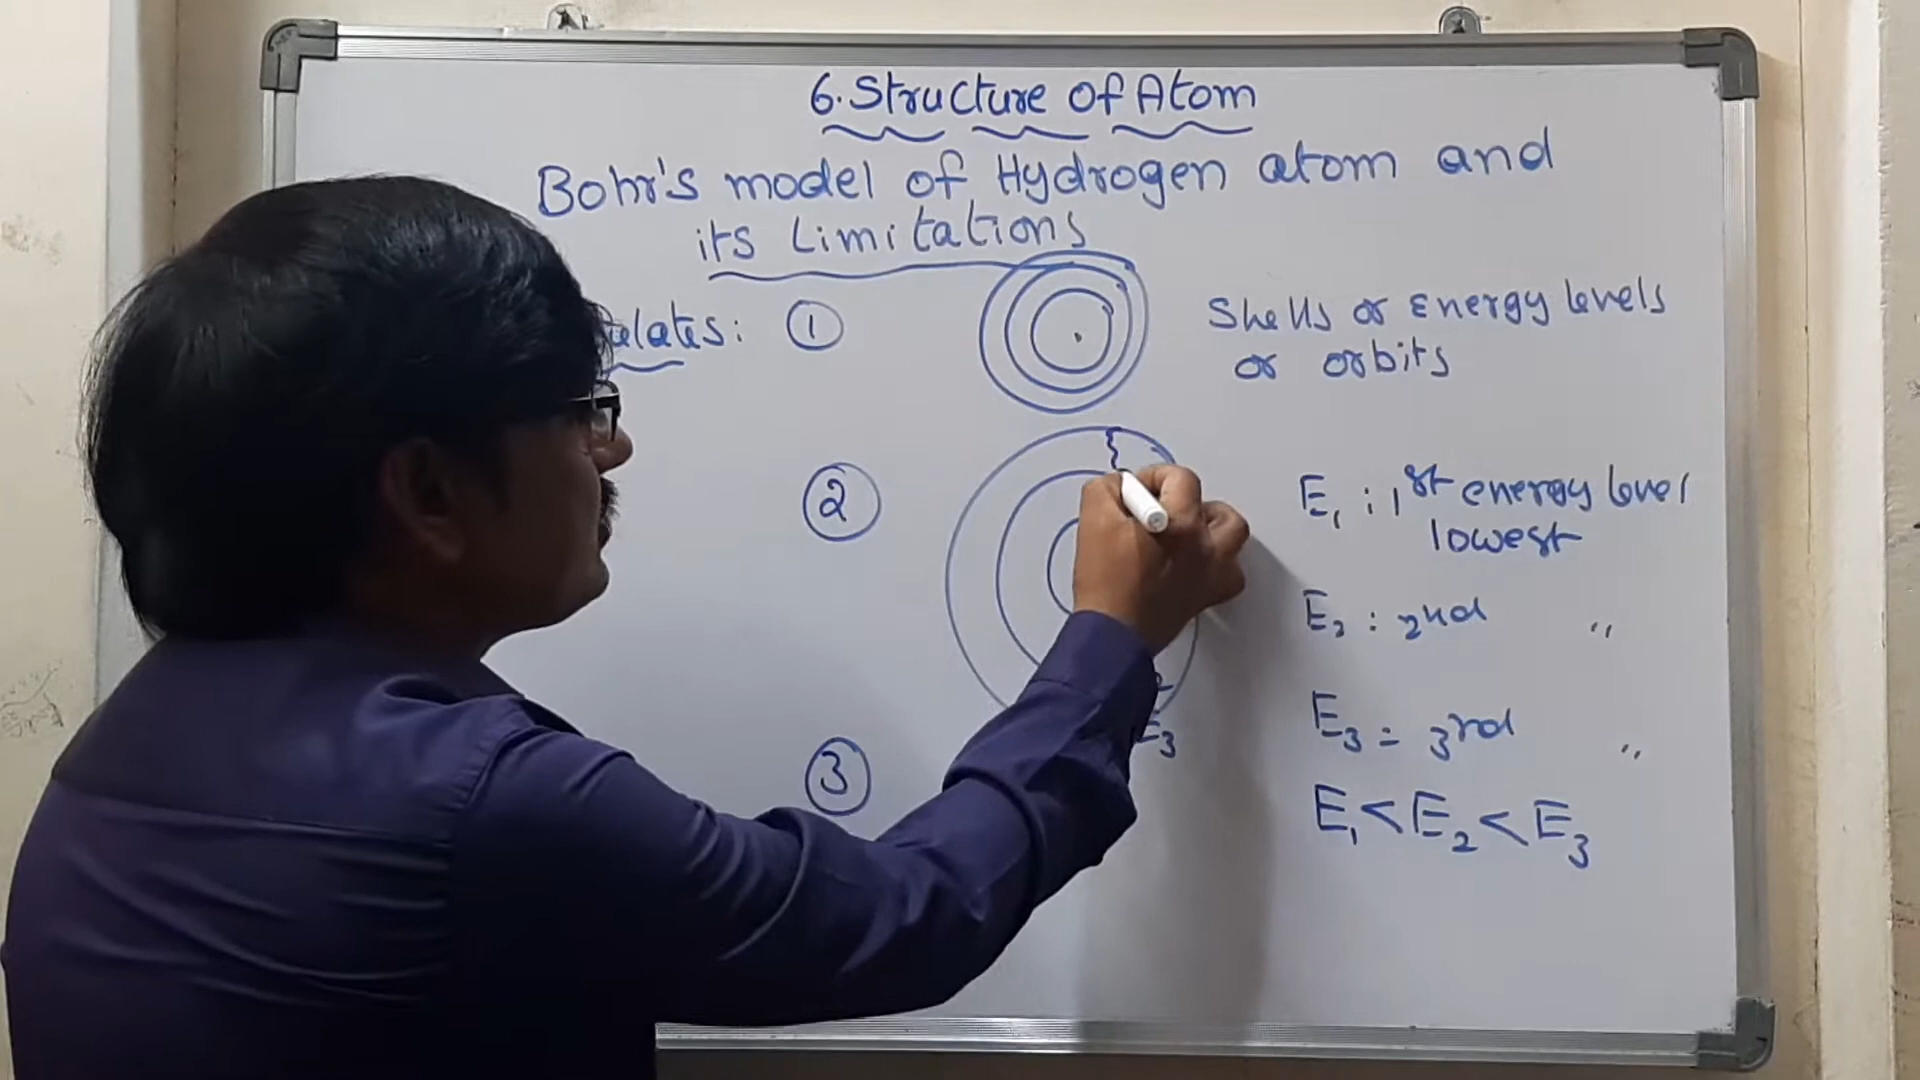 6. Structure of Atom
Bohr's model of Hydrogen atom and
its Limitations
ulates: ①
Shells or Energy levels
or orbits
②
E₁ : 1st energy level
lowest
E₂ : 2nd "
③
E₃
E₃ = 3rd "
E₁ < E₂ < E₃